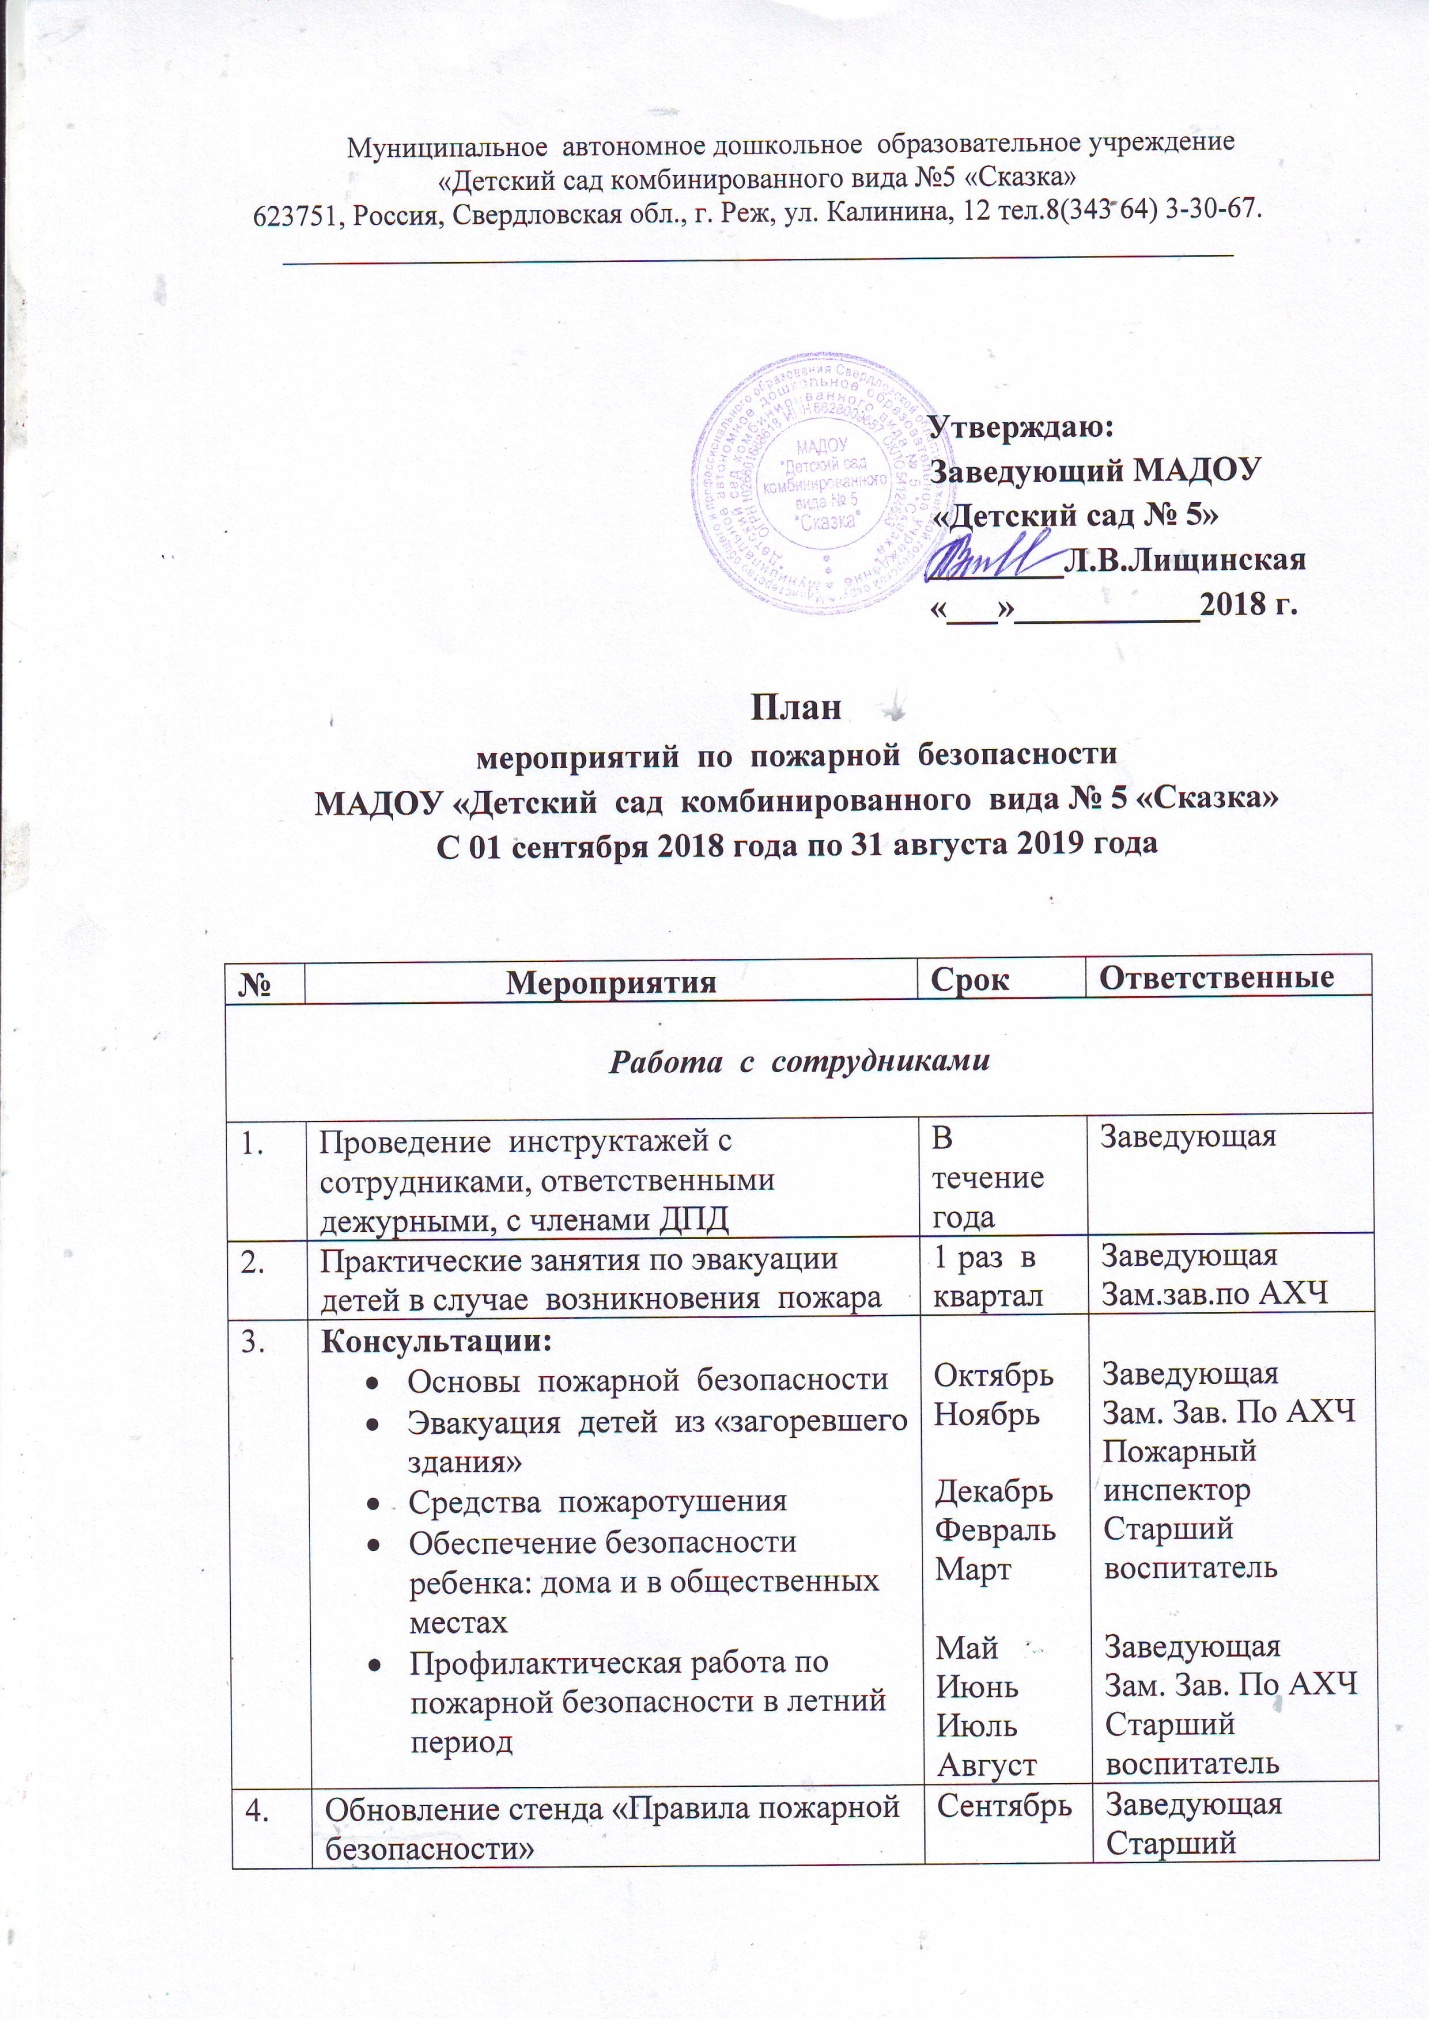 Муниципальное автономное дошкольное образовательное учреждение
«Детский сад комбинированного вида №5 «Сказка»
623751, Россия, Свердловская обл., г. Реж, ул. Калинина, 12 тел.8(343 64) 3-30-67.
МАДОУ
"Детский сад
комбинированного
вида № 5
"Сказка"
Утверждаю:
Заведующий МАДОУ
«Детский сад № 5»
________Л.В.Лищинская
«___»___________2018 г.
План
мероприятий по пожарной безопасности
МАДОУ «Детский сад комбинированного вида № 5 «Сказка»
С 01 сентября 2018 года по 31 августа 2019 года
№ Мероприятия Срок Ответственные
Работа с сотрудниками
1. Проведение инструктажей с В Заведующая
сотрудниками, ответственными течение
дежурными, с членами ДПД года
2. Практические занятия по эвакуации 1 раз в Заведующая
детей в случае возникновения пожара квартал Зам.зав.по АХЧ
3. Консультации:
• Основы пожарной безопасности Октябрь Заведующая
• Эвакуация детей из «загоревшего Ноябрь Зам. Зав. По АХЧ
здания» Пожарный
• Средства пожаротушения Декабрь инспектор
• Обеспечение безопасности Февраль Старший
ребенка: дома и в общественных Март воспитатель
местах
• Профилактическая работа по Май Заведующая
пожарной безопасности в летний Июнь Зам. Зав. По АХЧ
период Июль Старший
Август воспитатель
4. Обновление стенда «Правила пожарной Сентябрь Заведующая
безопасности» Старший